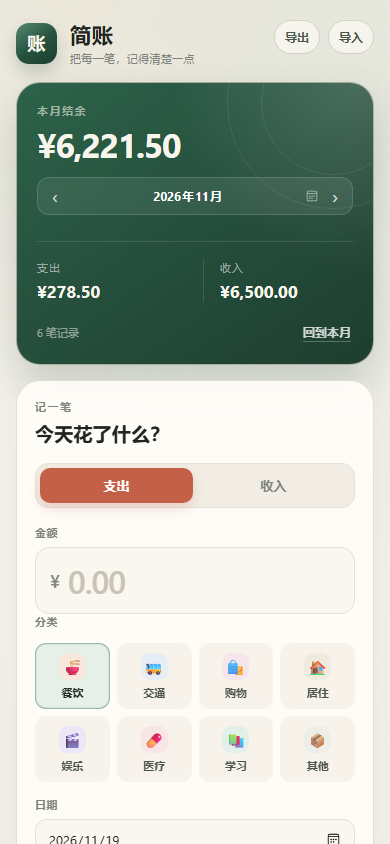 账
简账
把每一笔，记得清楚一点
导出
导入
本月结余
¥6,221.50
‹
2026年11月
›
支出
¥278.50
收入
¥6,500.00
6 笔记录
回到本月
记一笔
今天花了什么？
支出
收入
金额
¥ 0.00
分类
餐饮
交通
购物
居住
娱乐
医疗
学习
其他
日期
2026/11/19